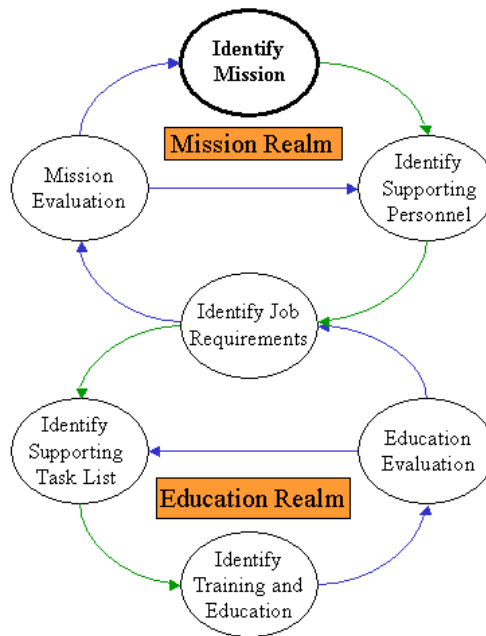 Identify
Mission
Mission Realm
Mission
Evaluation
Identify
Supporting
Personnel
Identify Job
Requirements
Identify
Supporting
Task List
Education
Evaluation
Education Realm
Identify
Training and
Education